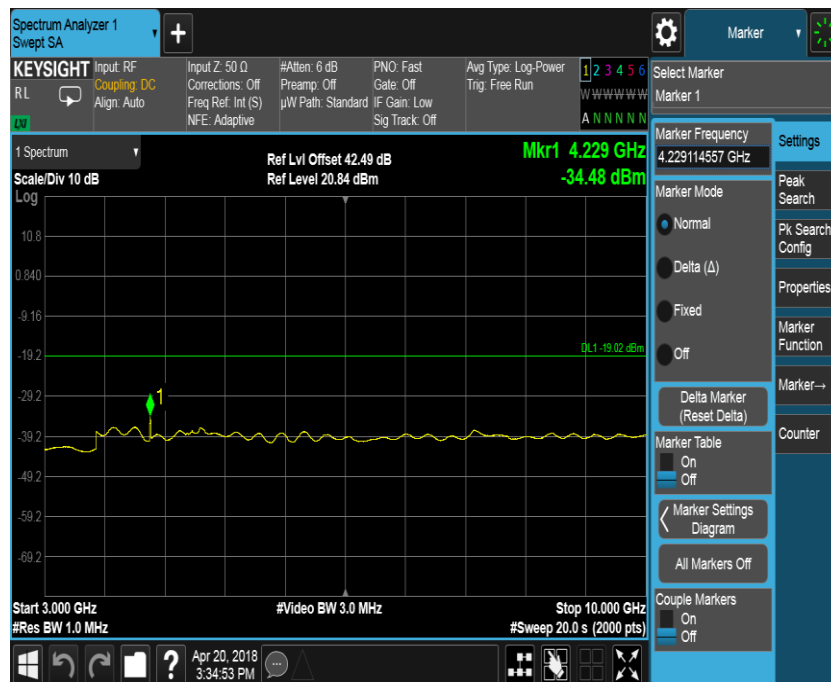 Spectrum Analyzer 1
Swept SA
+
Marker
KEYSIGHT
RL
LXI
Input: RF
Coupling: DC
Align: Auto
Input Z: 50 Ω
Corrections: Off
Freq Ref: Int (S)
NFE: Adaptive
#Atten: 6 dB
Preamp: Off
µW Path: Standard
PNO: Fast
Gate: Off
IF Gain: Low
Sig Track: Off
Avg Type: Log-Power
Trig: Free Run
1 2 3 4 5 6
W W W W W W
A N N N N N
Select Marker
Marker 1
1 Spectrum
Scale/Div 10 dB
Log
Ref Lvl Offset 42.49 dB
Ref Level 20.84 dBm
Mkr1 4.229 GHz
-34.48 dBm
10.8
0.840
-9.16
-19.2
-29.2
-39.2
-49.2
-59.2
-69.2
DL1 -19.02 dBm
1
Start 3.000 GHz
#Res BW 1.0 MHz
#Video BW 3.0 MHz
Stop 10.000 GHz
#Sweep 20.0 s (2000 pts)
Marker Frequency
4.229114557 GHz
Marker Mode
Normal
Delta (Δ)
Fixed
Off
Delta Marker
(Reset Delta)
Marker Table
On
Off
Marker Settings
Diagram
All Markers Off
Couple Markers
On
Off
Settings
Peak
Search
Pk Search
Config
Properties
Marker
Function
Marker→
Counter
?
Apr 20, 2018
3:34:53 PM